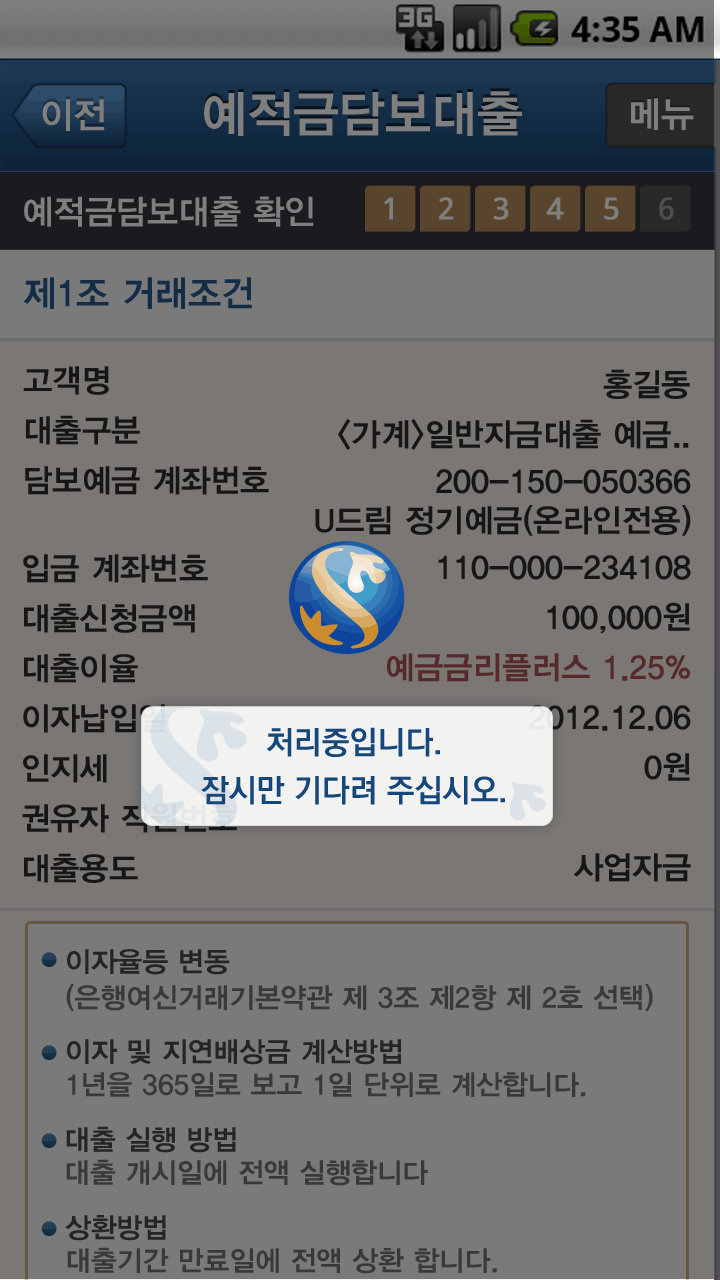 3G 4:35 AM
이전 예적금담보대출 메뉴
예적금담보대출 확인 1 2 3 4 5 6
제1조 거래조건
고객명 홍길동
대출구분 〈가계〉일반자금대출 예금..
담보예금 계좌번호 200-150-050366
U드림 정기예금(온라인전용)
입금 계좌번호 110-000-234108
대출신청금액 100,000원
대출이율 예금금리플러스 1.25%
이자납입일 2012.12.06
처리중입니다.
인지세 0원
잠시만 기다려 주십시오.
권유자 직원번호
대출용도 사업자금
이자율등 변동
(은행여신거래기본약관 제 3조 제2항 제 2호 선택)
이자 및 지연배상금 계산방법
1년을 365일로 보고 1일 단위로 계산합니다.
대출 실행 방법
대출 개시일에 전액 실행합니다
상환방법
대출기간 만료일에 전액 상환 합니다.